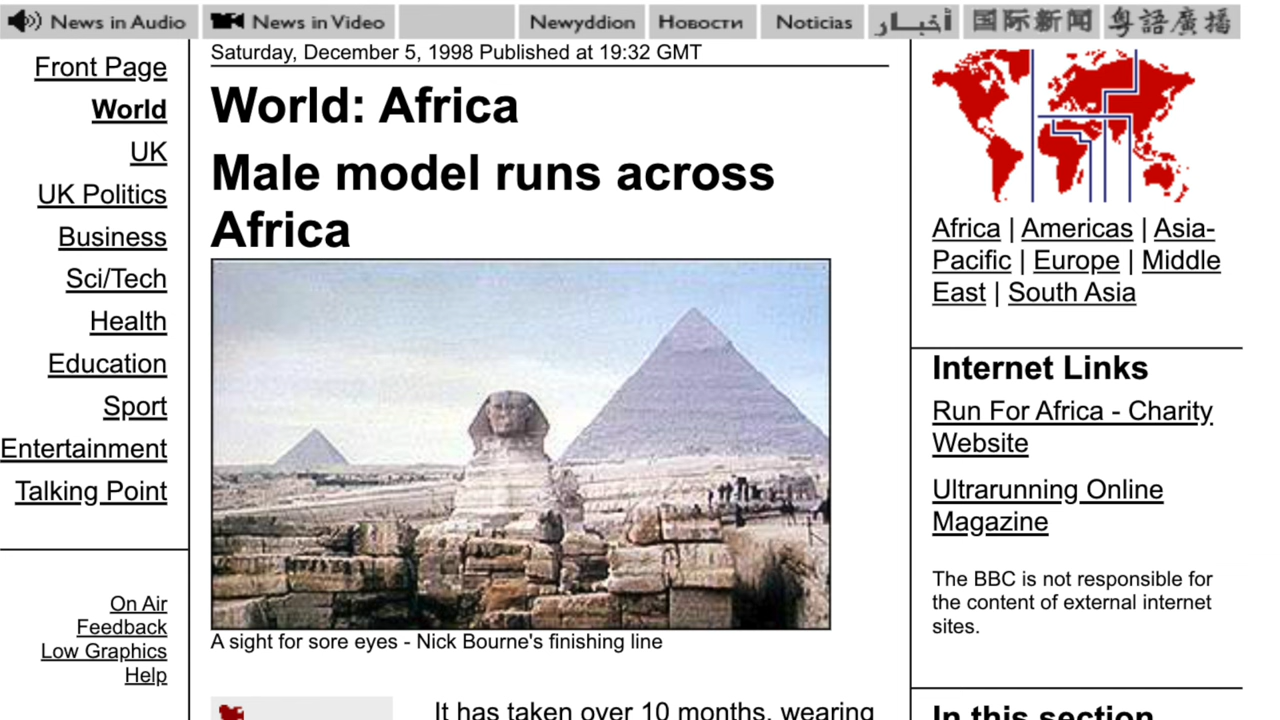 News in Audio
News in Video
Newyddion
Новости
Noticias
أخبار
国际新闻
粵語廣播
Front Page
World
UK
UK Politics
Business
Sci/Tech
Health
Education
Sport
Entertainment
Talking Point
On Air
Feedback
Low Graphics
Help
Saturday, December 5, 1998 Published at 19:32 GMT
World: Africa
Male model runs across
Africa
A sight for sore eyes - Nick Bourne's finishing line
It has taken over 10 months, wearing
Africa | Americas | Asia-
Pacific | Europe | Middle
East | South Asia
Internet Links
Run For Africa - Charity
Website
Ultrarunning Online
Magazine
The BBC is not responsible for
the content of external internet
sites.
In this section